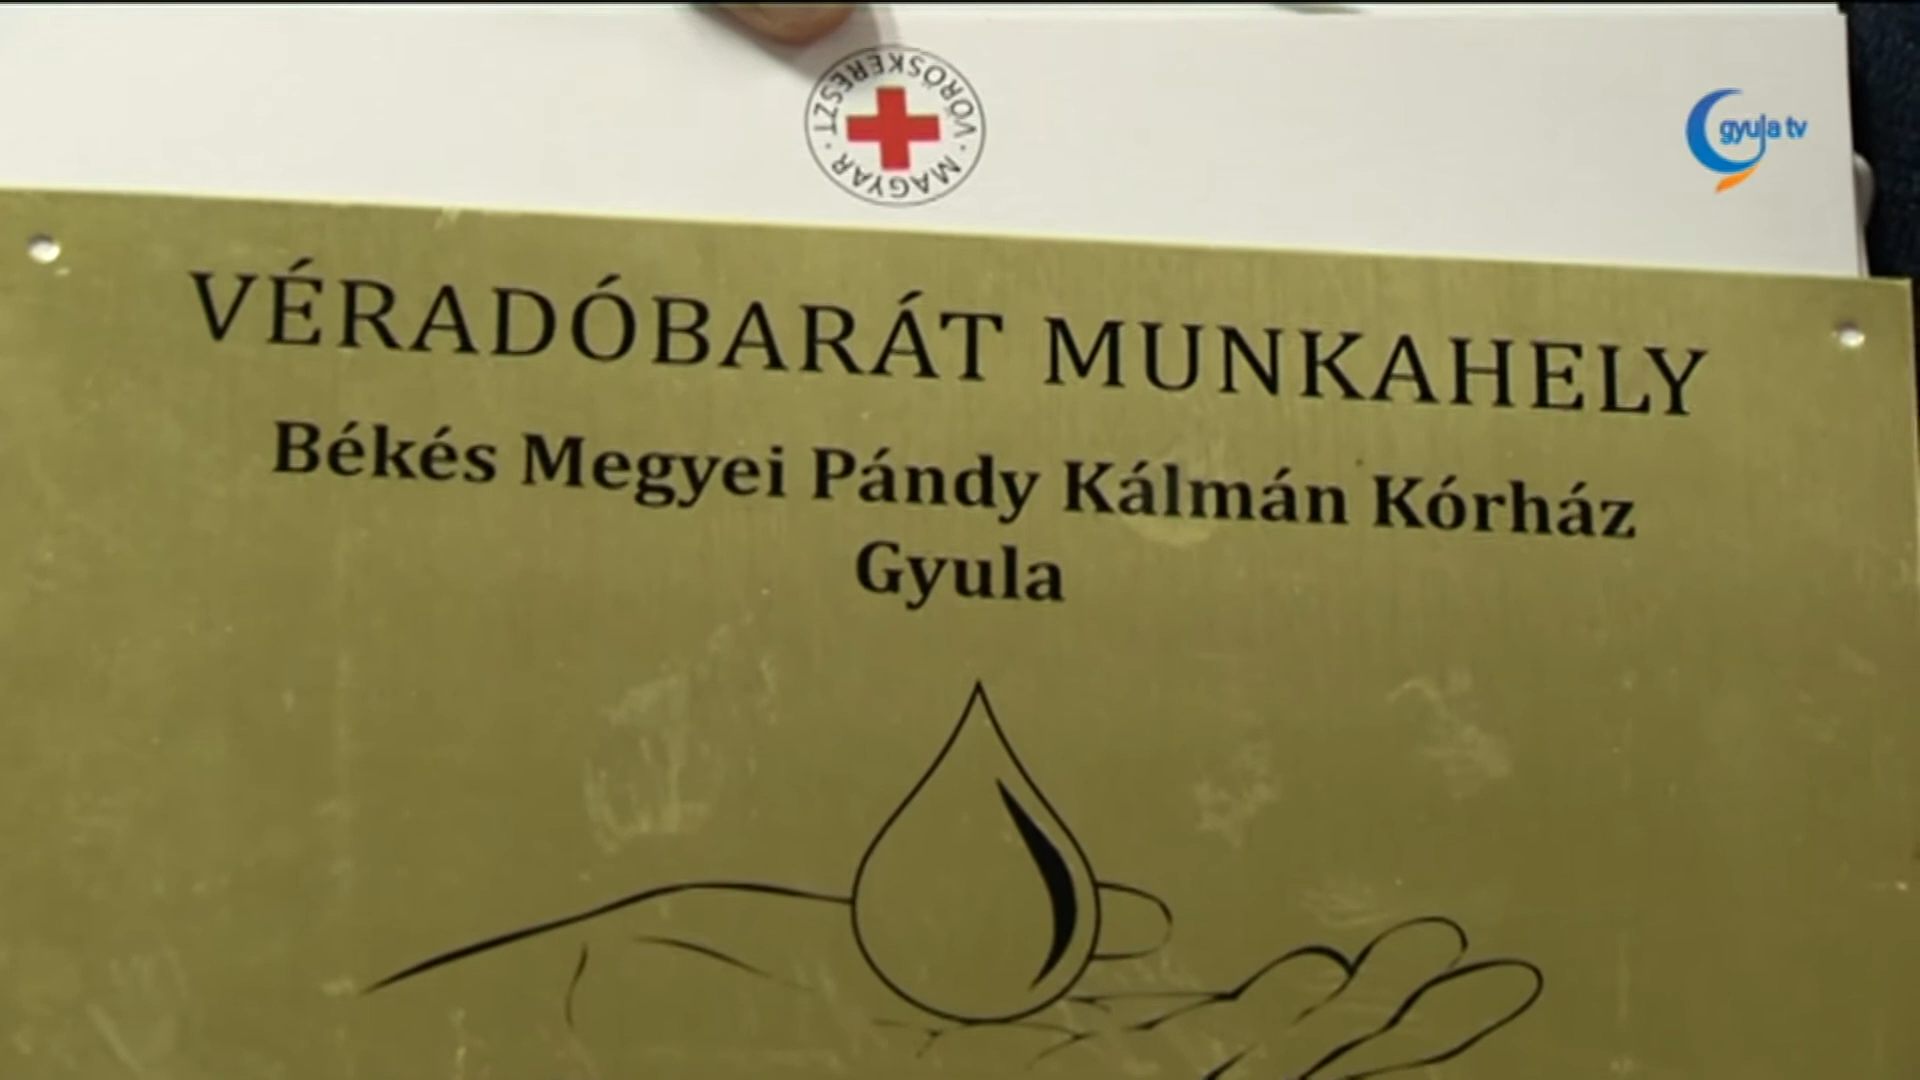 MAGYAR VÖRÖSKERESZT
gyula tv
VÉRADÓBARÁT MUNKAHELY
Békés Megyei Pándy Kálmán Kórház
Gyula